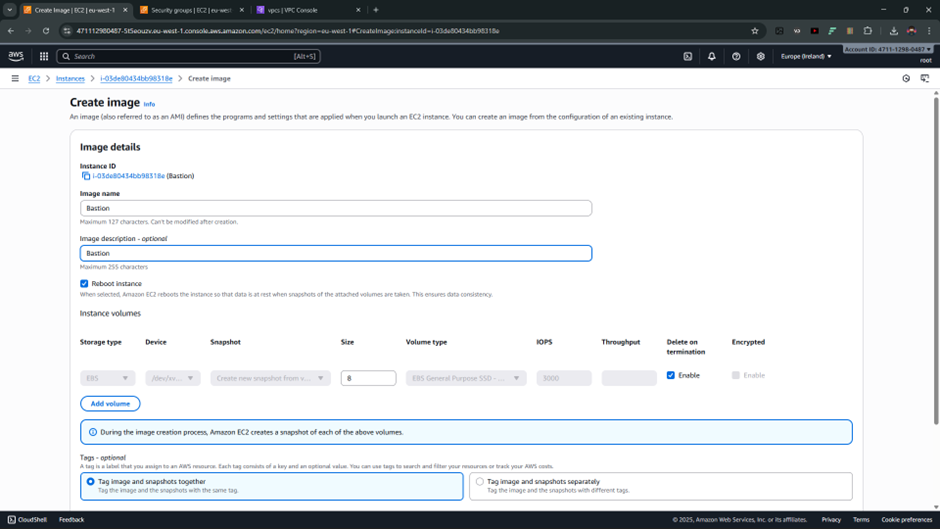 Create Image | EC2 | eu-west-1
Security groups | EC2 | eu-west
vpcs | VPC Console
471112980487-5t5eouzv.eu-west-1.console.aws.amazon.com/ec2/home?region=eu-west-1#CreateImage:instanceId=i-03de80434bb98318e
aws
Search
[Alt+S]
Europe (Ireland)
Account ID: 4711-1298-0487
root
EC2 > Instances > i-03de80434bb98318e > Create image
Create image Info
An image (also referred to as an AMI) defines the programs and settings that are applied when you launch an EC2 instance. You can create an image from the configuration of an existing instance.
Image details
Instance ID
i-03de80434bb98318e (Bastion)
Image name
Bastion
Maximum 127 characters. Can't be modified after creation.
Image description - optional
Bastion
Maximum 255 characters
Reboot instance
When selected, Amazon EC2 reboots the instance so that data is at rest when snapshots of the attached volumes are taken. This ensures data consistency.
Instance volumes
Storage type Device Snapshot Size Volume type IOPS Throughput Delete on termination Encrypted
EBS /dev/xv... Create new snapshot from v... 8 EBS General Purpose SSD - ... 3000 Enable Enable
Add volume
During the image creation process, Amazon EC2 creates a snapshot of each of the above volumes.
Tags - optional
A tag is a label that you assign to an AWS resource. Each tag consists of a key and an optional value. You can use tags to search and filter your resources or track your AWS costs.
Tag image and snapshots together
Tag the image and the snapshots with the same tag.
Tag image and snapshots separately
Tag the image and the snapshots with different tags.
CloudShell Feedback © 2025, Amazon Web Services, Inc. or its affiliates. Privacy Terms Cookie preferences